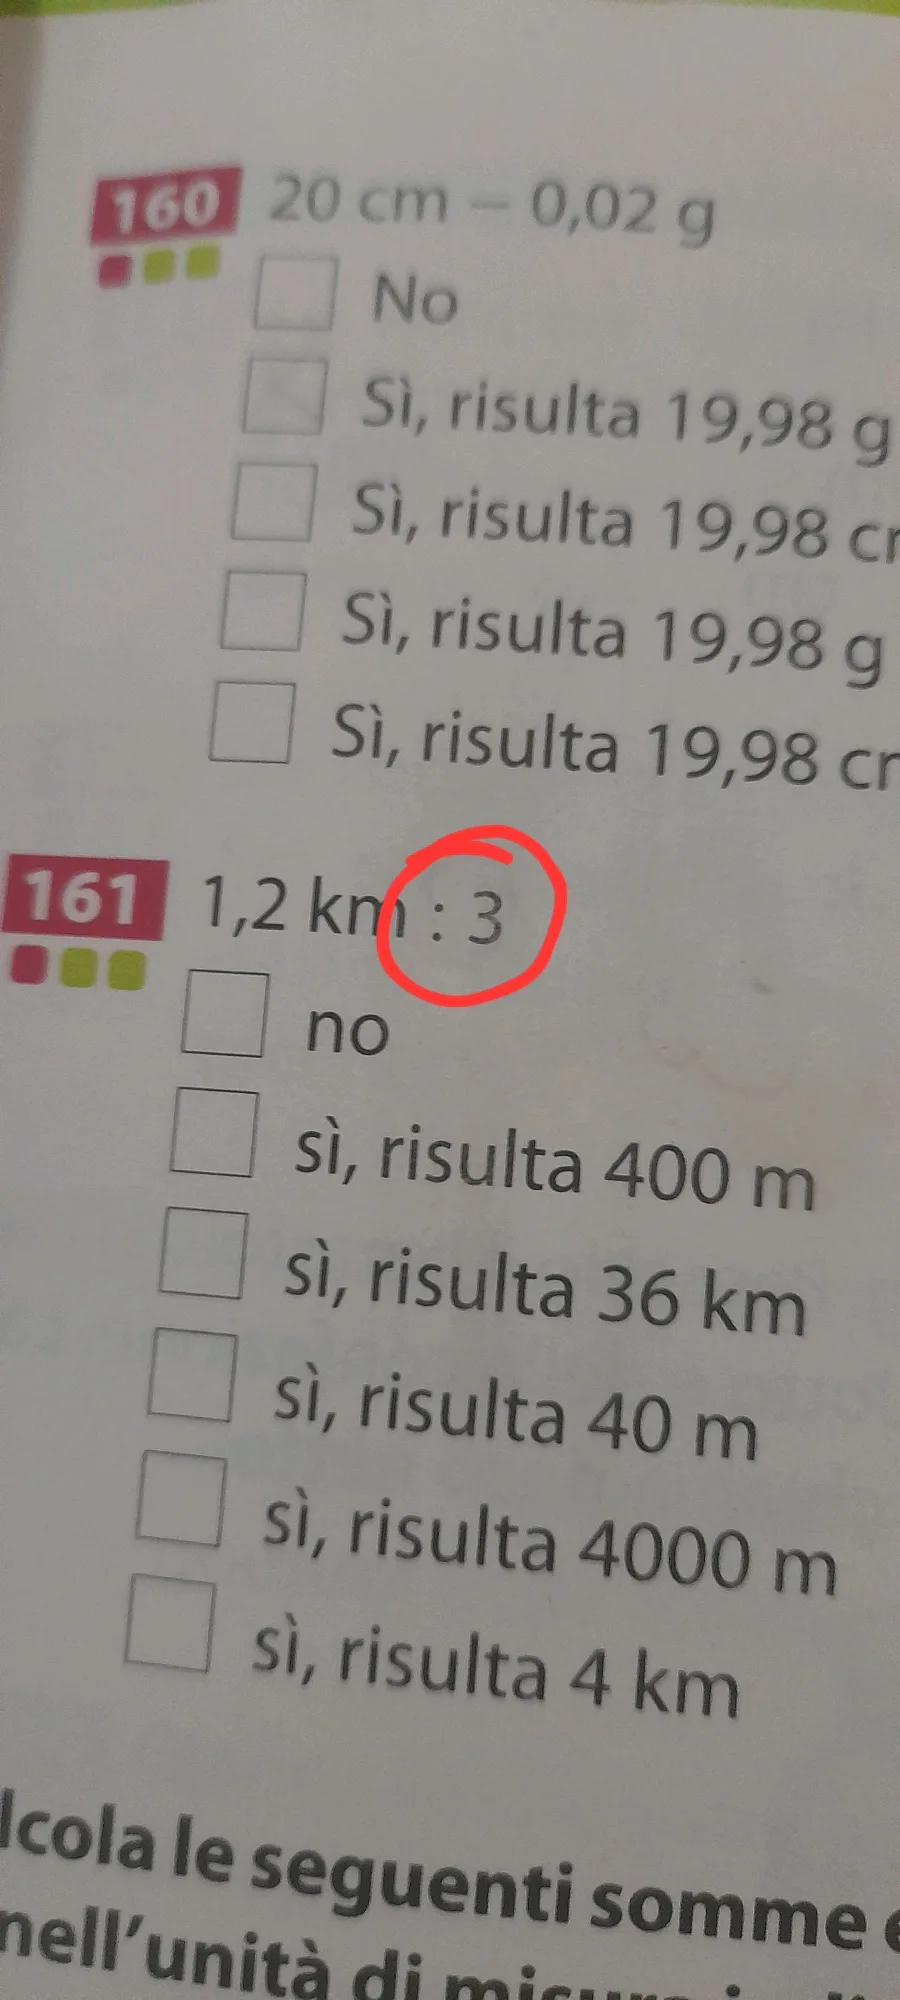 160 20 cm – 0,02 g
No
Sì, risulta 19,98 g
Sì, risulta 19,98
Sì, risulta 19,98 g
Sì, risulta 19,98
161 1,2 km : 3
no
sì, risulta 400 m
sì, risulta 36 km
sì, risulta 40 m
sì, risulta 4000 m
sì, risulta 4 km
lcola le seguenti somme e
nell'unità di